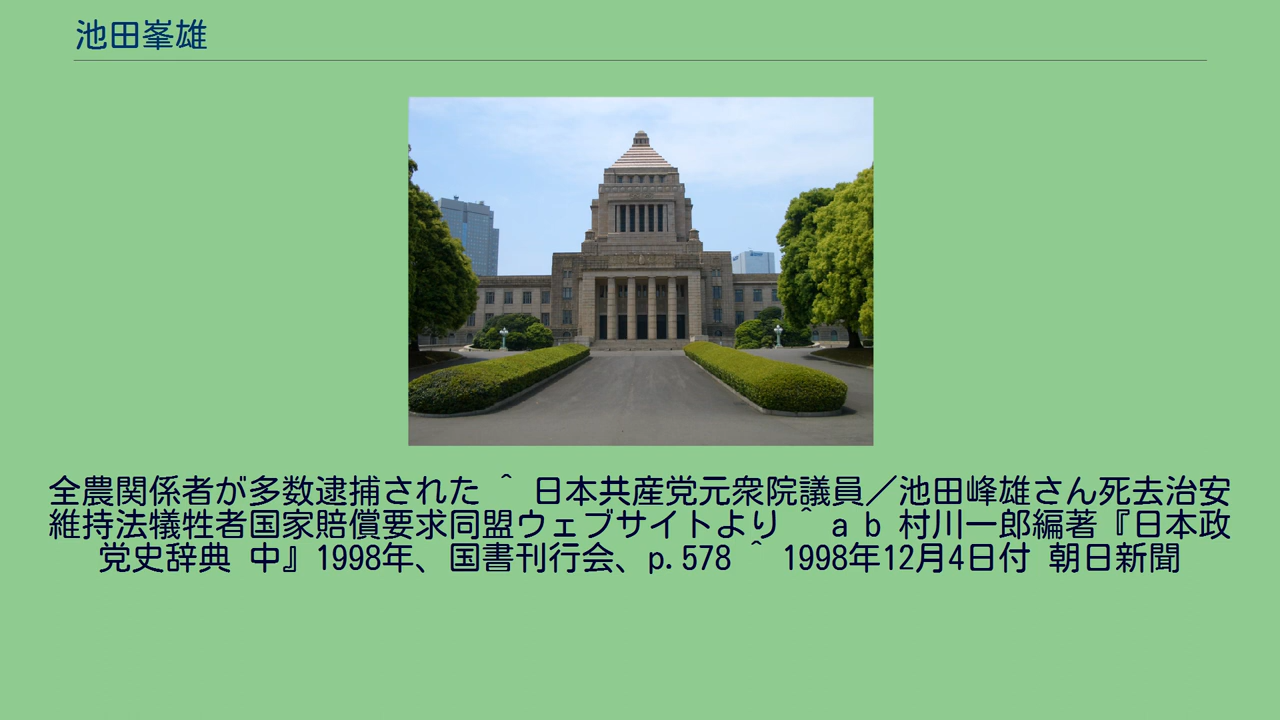 池田峯雄
全農関係者が多数逮捕された ^ 日本共産党元衆院議員／池田峰雄さん死去治安
維持法犠牲者国家賠償要求同盟ウェブサイトより ^ a b 村川一郎編著『日本政
党史辞典 中』1998年、国書刊行会、p.578 ^ 1998年12月4日付 朝日新聞